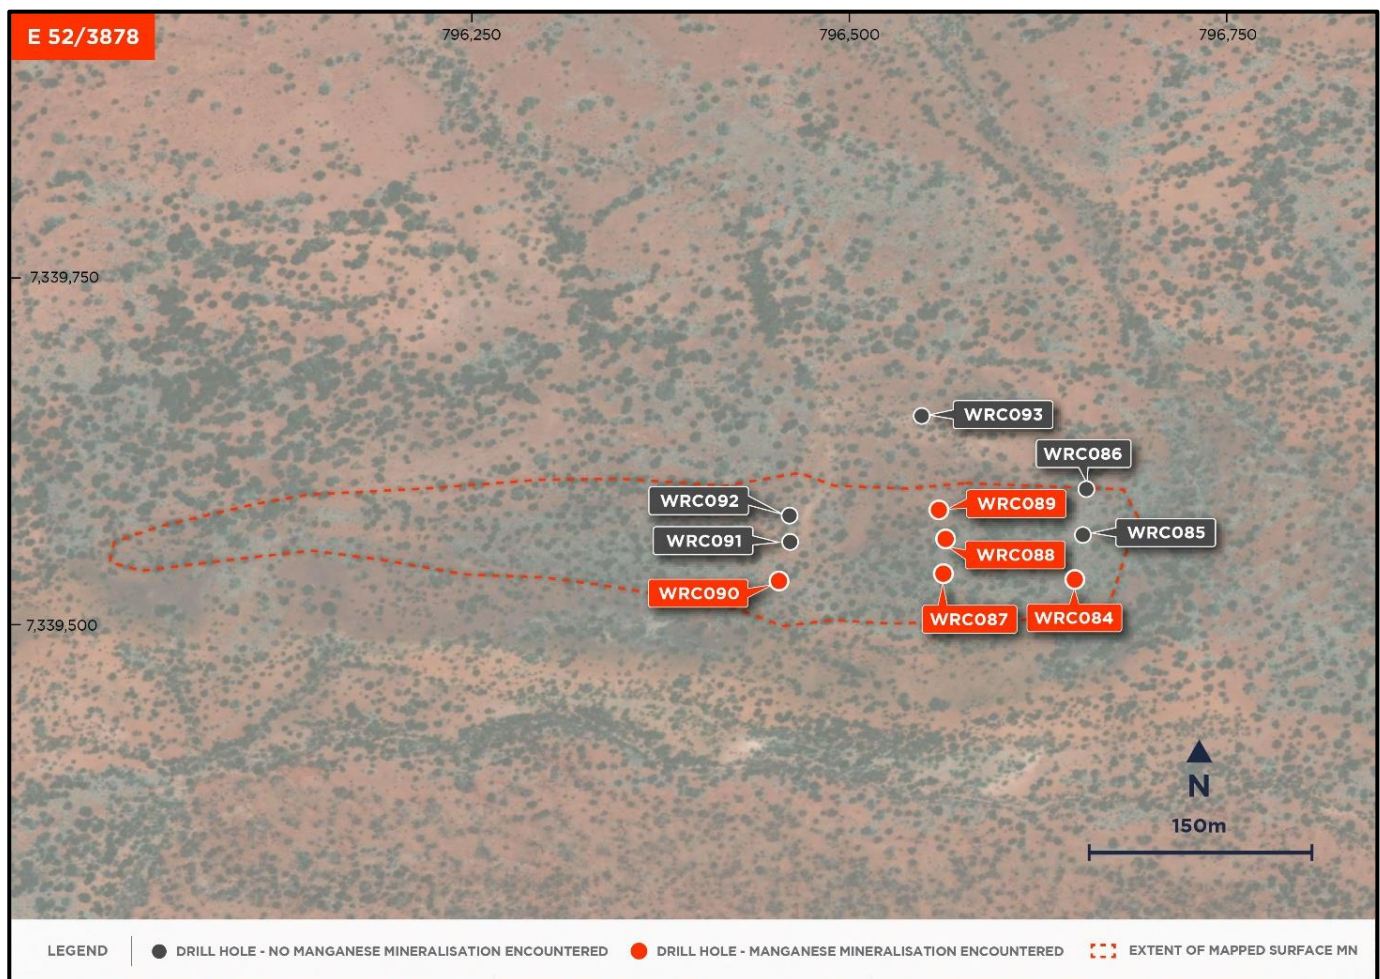 E 52/3878
796,250
796,500
796,750
7,339,750
WRC093
WRC086
WRC092
WRC089
WRC091
WRC085
WRC088
WRC090
WRC087
WRC084
7,339,500
N
150m
LEGEND
DRILL HOLE - NO MANGANESE MINERALISATION ENCOUNTERED
DRILL HOLE - MANGANESE MINERALISATION ENCOUNTERED
EXTENT OF MAPPED SURFACE MN